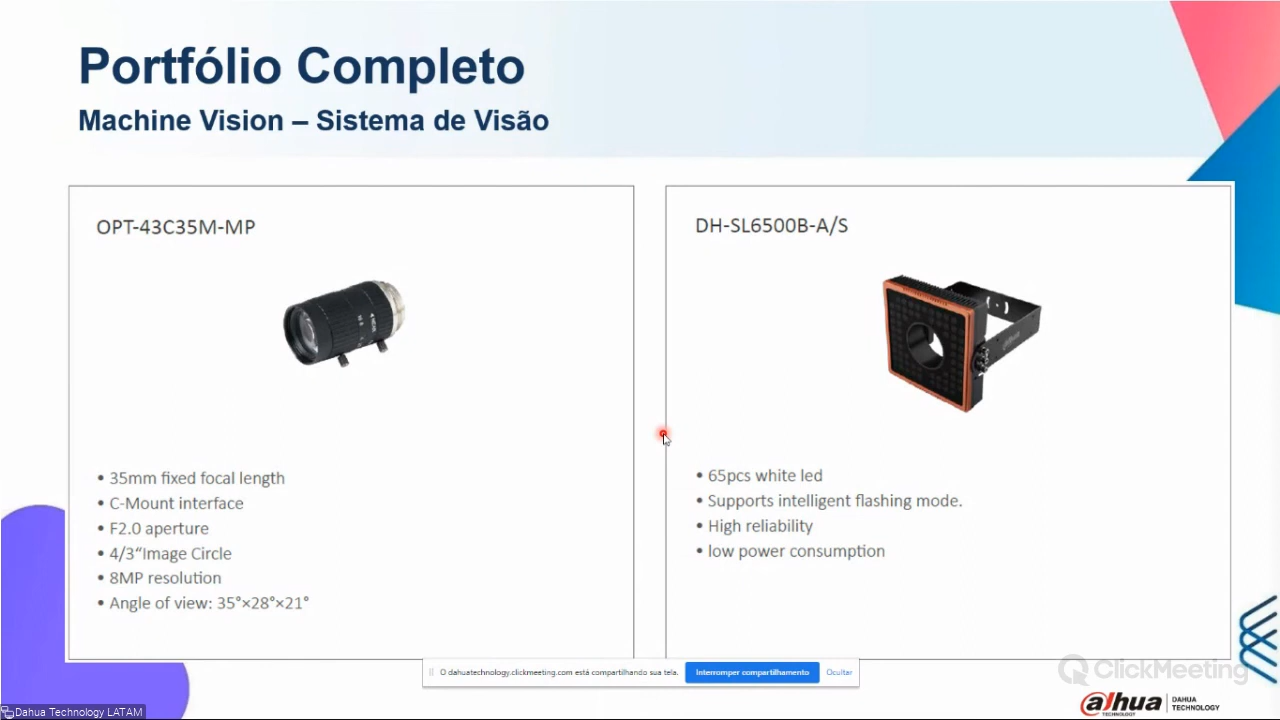 Portfólio Completo
Machine Vision – Sistema de Visão
OPT-43C35M-MP
• 35mm fixed focal length
• C-Mount interface
• F2.0 aperture
• 4/3“Image Circle
• 8MP resolution
• Angle of view: 35°×28°×21°
DH-SL6500B-A/S
• 65pcs white led
• Supports intelligent flashing mode.
• High reliability
• low power consumption
O dahuatechnology.clickmeeting.com está compartilhando sua tela.
Interromper compartilhamento
Ocultar
ClickMeeting
alhua
TECHNOLOGY
DAHUA
TECHNOLOGY
Dahua Technology LATAM